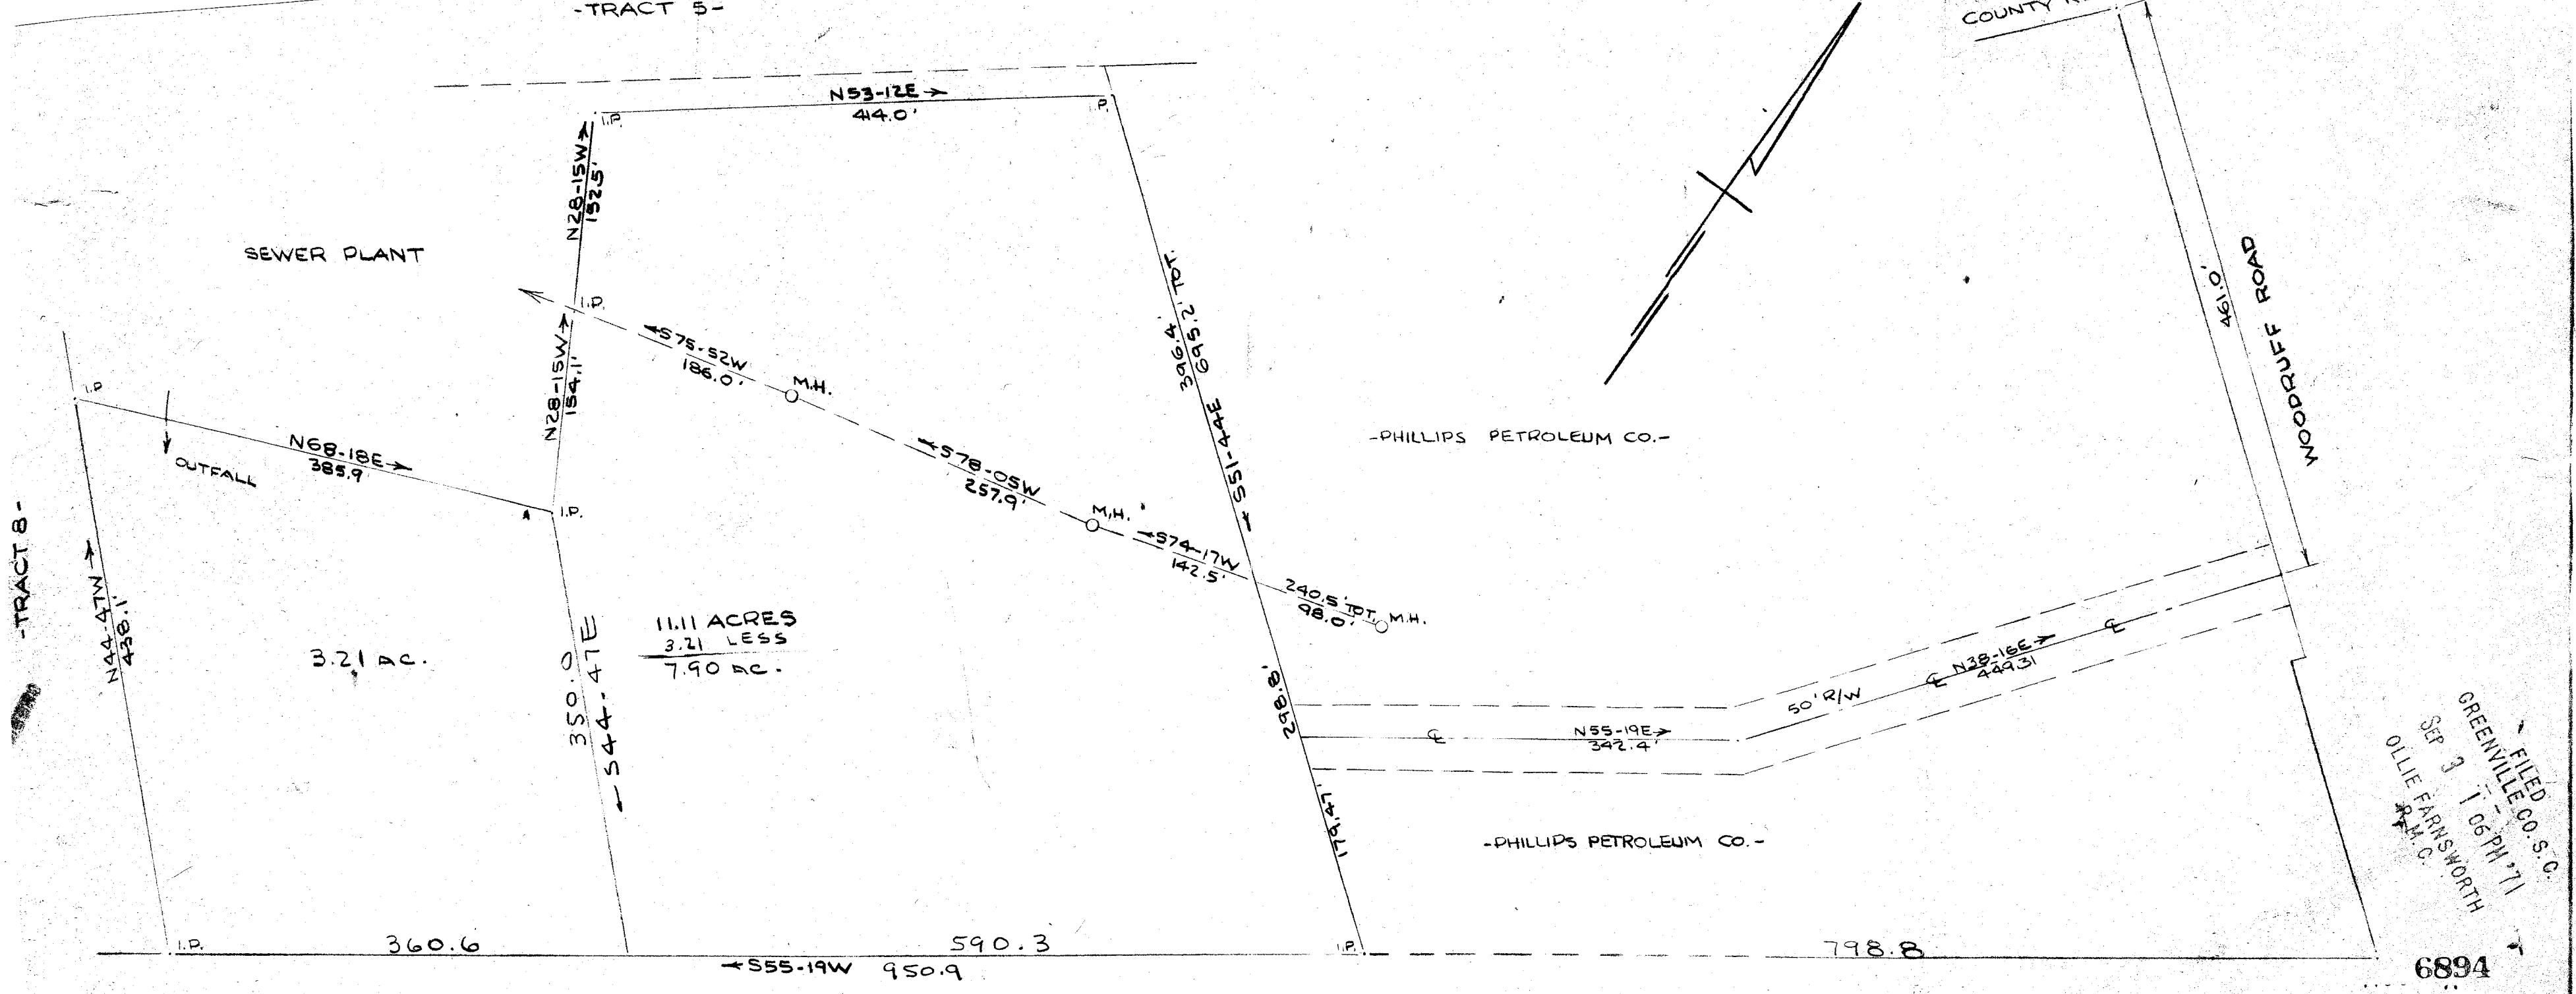 -TRACT 5-
COUNTY
N53-12E
414.0'
I.P.
I.P.
N28-15W
152.5'
SEWER PLANT
I.P.
S75-52W
186.0'
M.H.
N28-15W
154.1'
396.4'
695.2' TOT.
S51-44E
461.0'
WOODRUFF ROAD
-PHILLIPS PETROLEUM CO.-
I.P.
N68-18E
385.9'
OUTFALL
I.P.
S78-05W
257.9'
M.H.
S74-17W
142.5'
240.5' TOT.
98.0'
M.H.
-TRACT 8-
N44-47W
438.1'
3.21 AC.
350.0
S44-47E
11.11 ACRES
3.21 LESS
7.90 AC.
298.8'
N55-19E
342.4'
50' R/W
N38-16E
449.31
179.47'
-PHILLIPS PETROLEUM CO.-
FILED
GREENVILLE CO. S.C.
SEP 3 1 06 PM '71
OLLIE FARNSWORTH
R.M.C.
I.P.
360.6
590.3
I.P.
798.8
S55-19W 950.9
6894